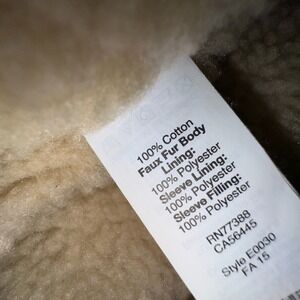 100% Cotton
Faux Fur Body
Lining:
100% Polyester
Sleeve Lining:
100% Polyester
Sleeve Filling:
100% Polyester
RN77388
CA56445
Style E0030
FA 15